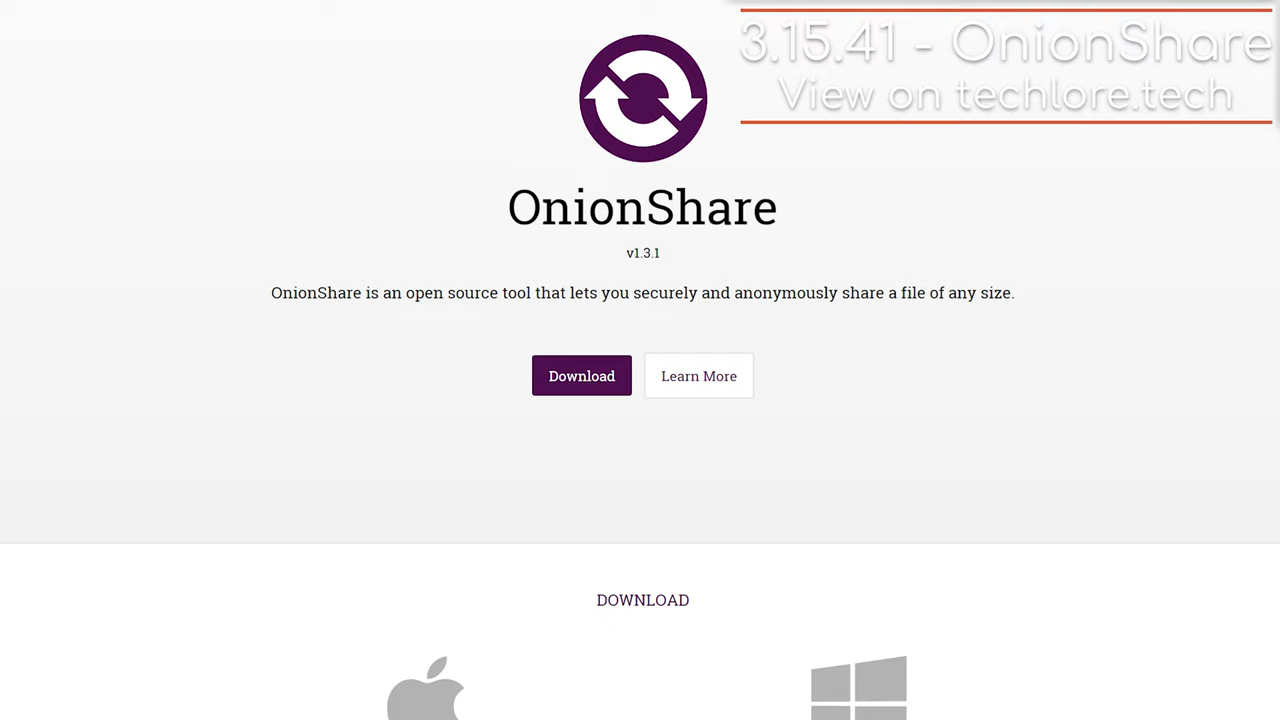 3.15.41 - OnionShare
View on techlore.tech
OnionShare
v1.3.1
OnionShare is an open source tool that lets you securely and anonymously share a file of any size.
Download
Learn More
DOWNLOAD